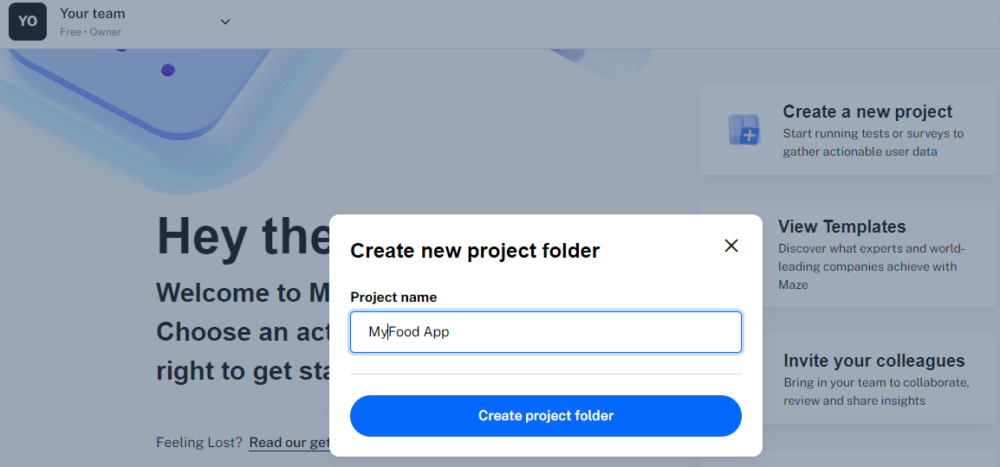 YO
Your team
Free • Owner
Create a new project
Start running tests or surveys to
gather actionable user data
View Templates
Discover what experts and world-
leading companies achieve with
Maze
Invite your colleagues
Bring in your team to collaborate,
review and share insights
Hey the
Welcome to M
Choose an act
right to get sta
Feeling Lost? Read our get
Create new project folder
Project name
MyFood App
Create project folder